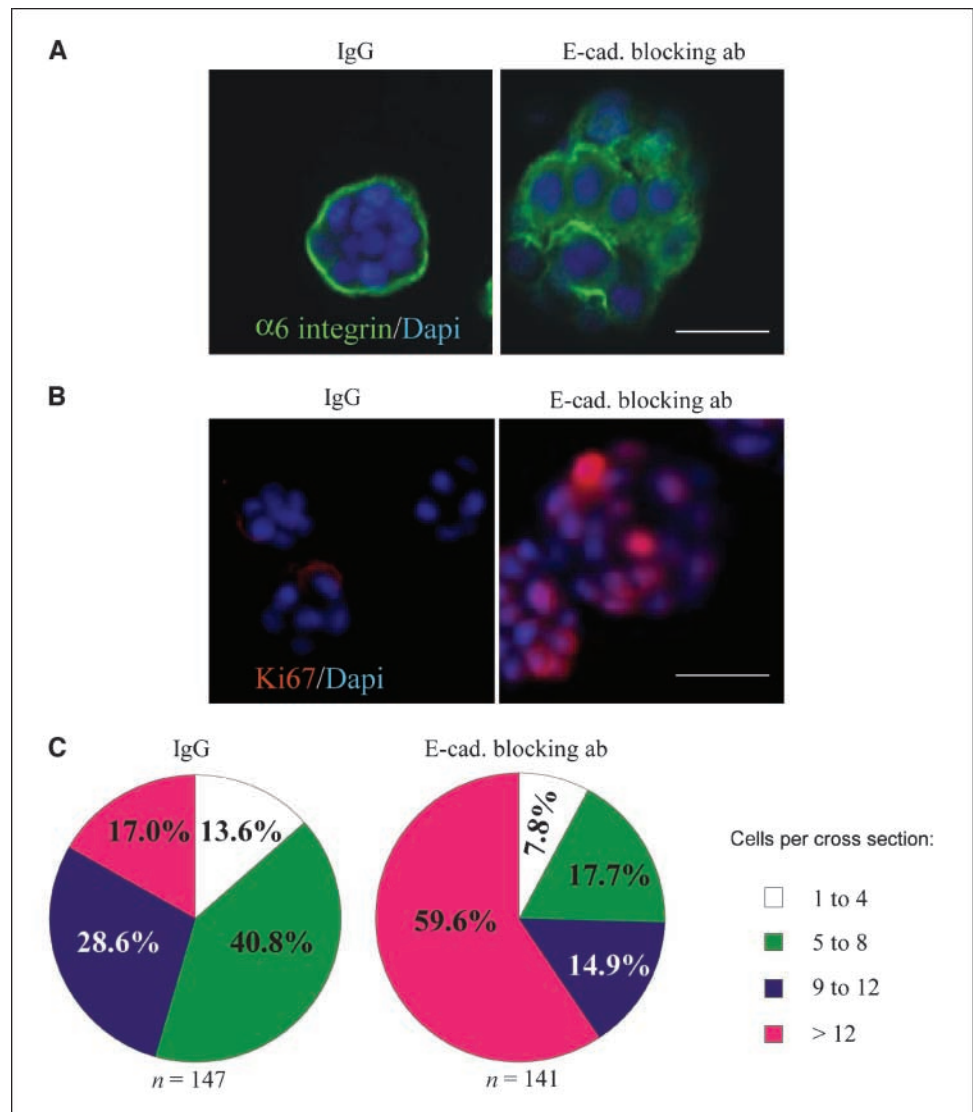 A
IgG
E-cad. blocking ab
α6 integrin/Dapi
B
IgG
E-cad. blocking ab
Ki67/Dapi
C
IgG
E-cad. blocking ab
17.0%
13.6%
28.6%
40.8%
n = 147
7.8%
17.7%
59.6%
14.9%
n = 141
Cells per cross section:
1 to 4
5 to 8
9 to 12
> 12